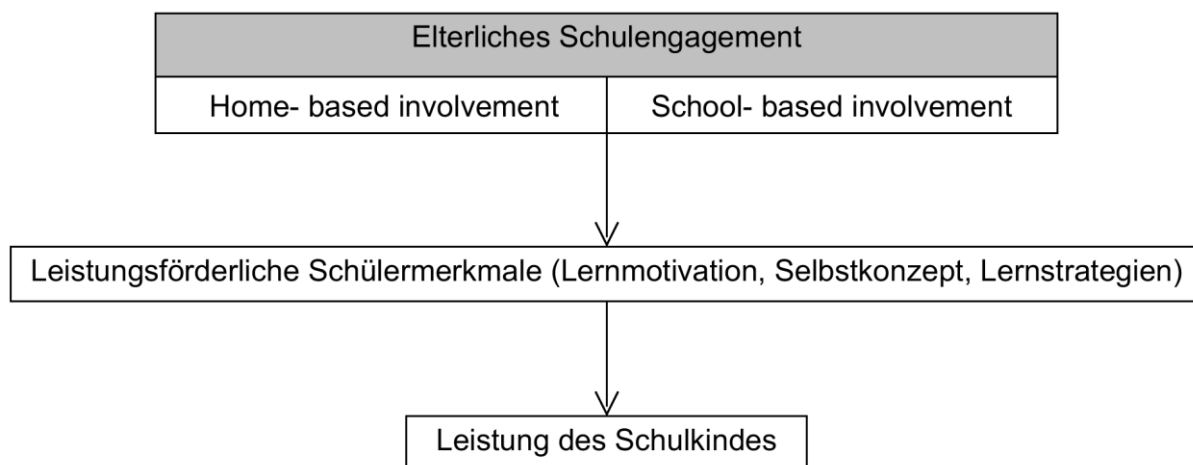 Elterliches Schulengagement
Home- based involvement
School- based involvement
Leistungsförderliche Schülermerkmale (Lernmotivation, Selbstkonzept, Lernstrategien)
Leistung des Schulkindes